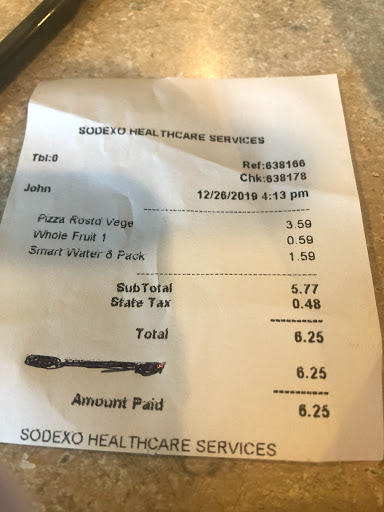 SODEXO HEALTHCARE SERVICES
Tbl:0 Ref:638166
Chk:638178
John 12/26/2019 4:13 pm
Pizza Rostd Vege 3.59
Whole Fruit 1 0.59
Smart Water 6 Pack 1.59
SubTotal 5.77
State Tax 0.48
Total 6.25
6.25
Amount Paid 6.25
SODEXO HEALTHCARE SERVICES